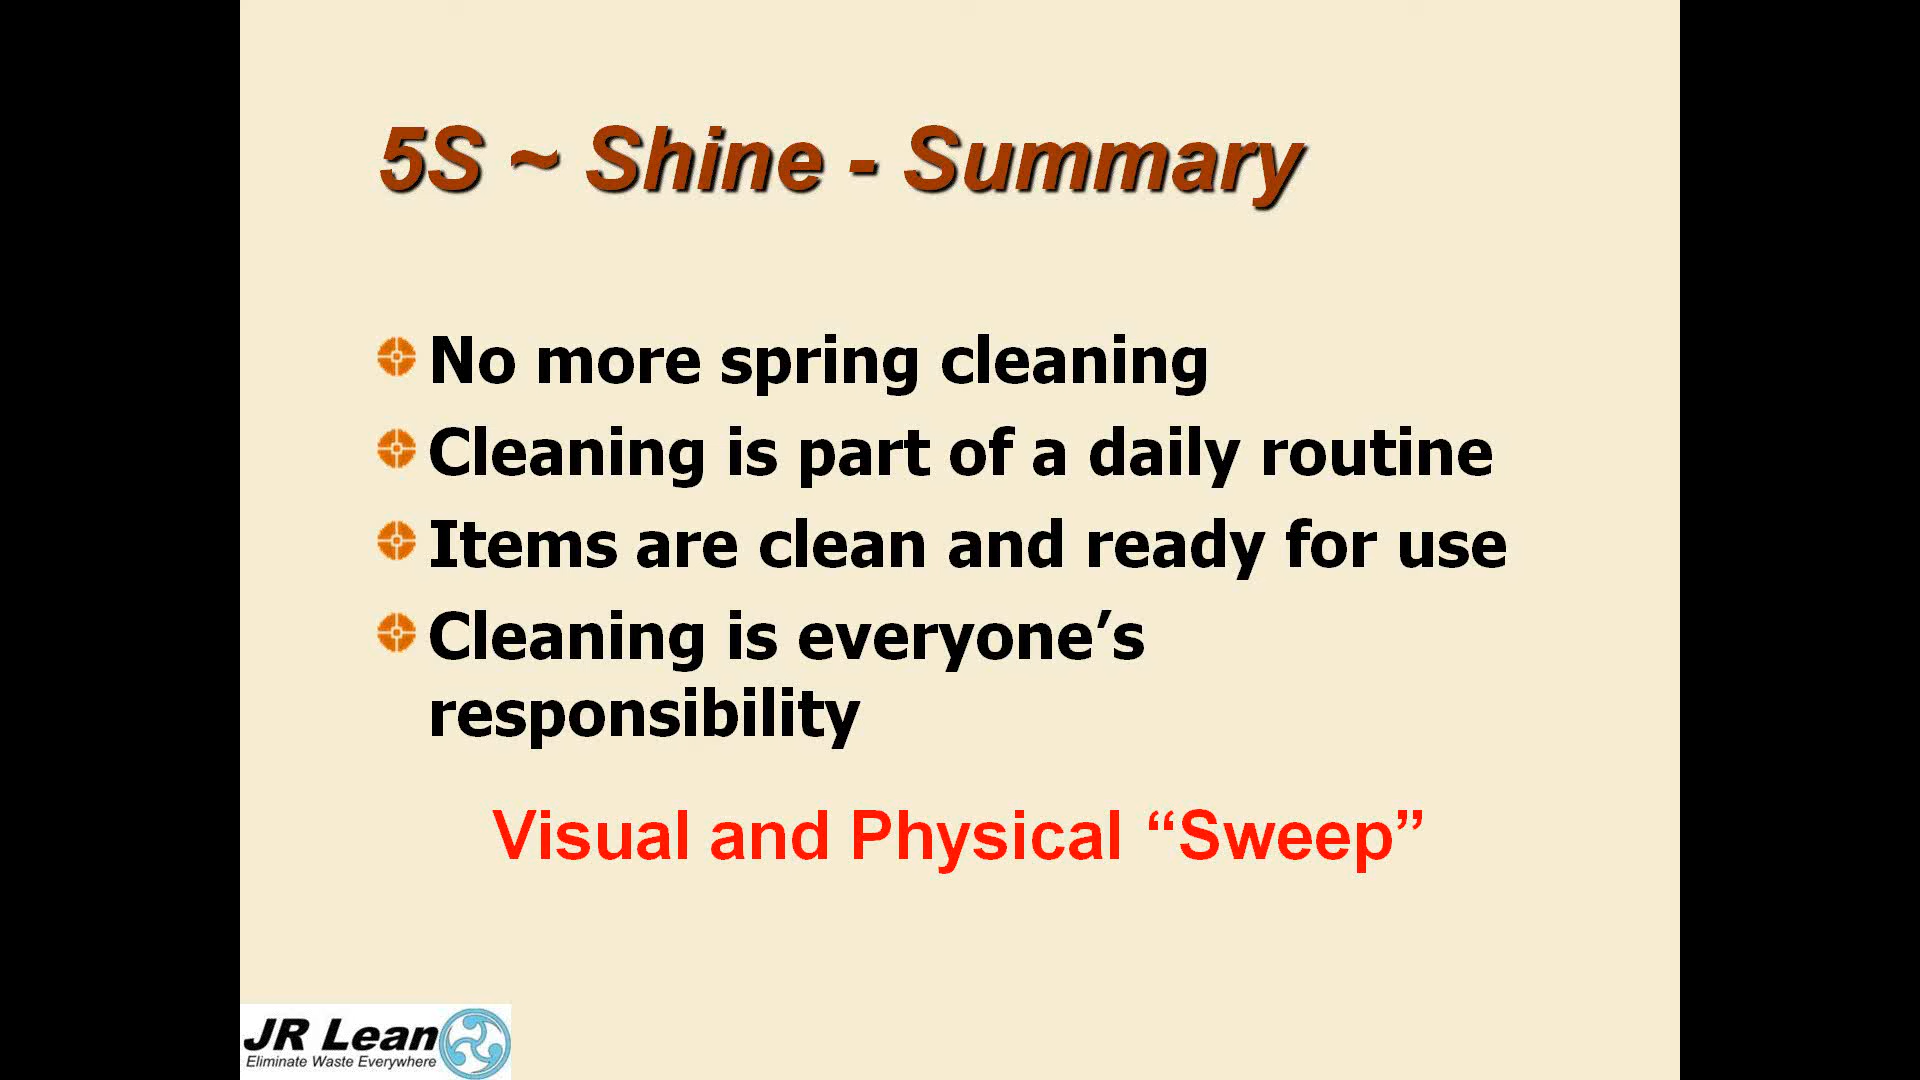 5S ~ Shine - Summary
No more spring cleaning
Cleaning is part of a daily routine
Items are clean and ready for use
Cleaning is everyone’s
responsibility
Visual and Physical “Sweep”
JR Lean
Eliminate Waste Everywhere